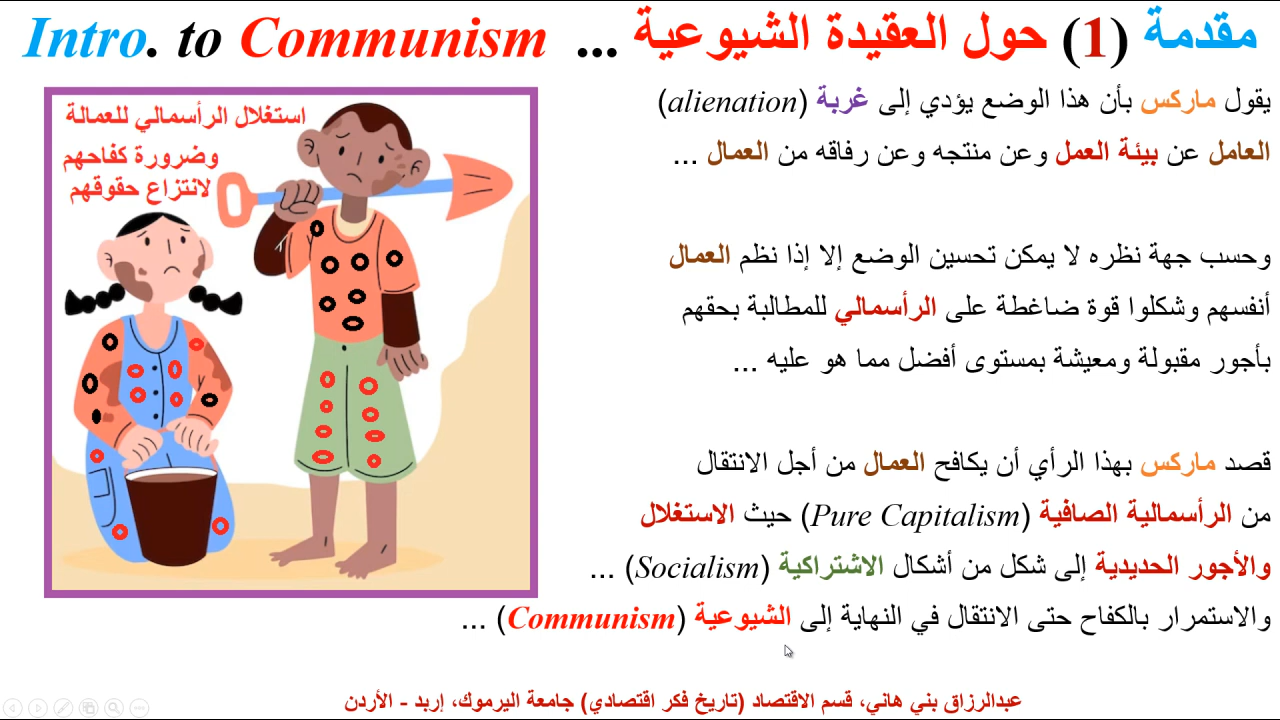 مقدمة (1) حول العقيدة الشيوعية ... Intro. to Communism
يقول ماركس بأن هذا الوضع يؤدي إلى غربة (alienation)
العامل عن بيئة العمل وعن منتجه وعن رفاقه من العمال ...
وحسب جهة نظره لا يمكن تحسين الوضع إلا إذا نظم العمال
أنفسهم وشكلوا قوة ضاغطة على الرأسمالي للمطالبة بحقهم
بأجور مقبولة ومعيشة بمستوى أفضل مما هو عليه ...
قصد ماركس بهذا الرأي أن يكافح العمال من أجل الانتقال
من الرأسمالية الصافية (Pure Capitalism) حيث الاستغلال
والأجور الحديدية إلى شكل من أشكال الاشتراكية (Socialism) ...
والاستمرار بالكفاح حتى الانتقال في النهاية إلى الشيوعية (Communism) ...
استغلال الرأسمالي للعمالة
وضرورة كفاحهم
لانتزاع حقوقهم
عبدالرزاق بني هاني، قسم الاقتصاد (تاريخ فكر اقتصادي) جامعة اليرموك، إربد - الأردن